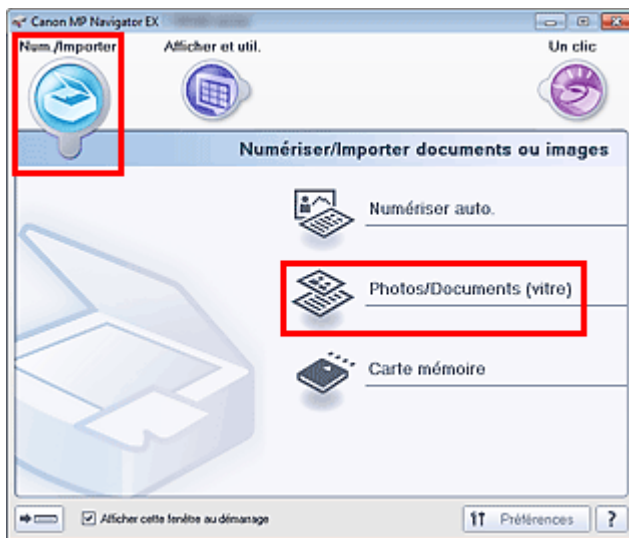 Canon MP Navigator EX
Num./Importer
Afficher et util.
Un clic
Numériser/Importer documents ou images
Numériser auto.
Photos/Documents (vitre)
Carte mémoire
Afficher cette fenêtre au démarrage
Préférences
?